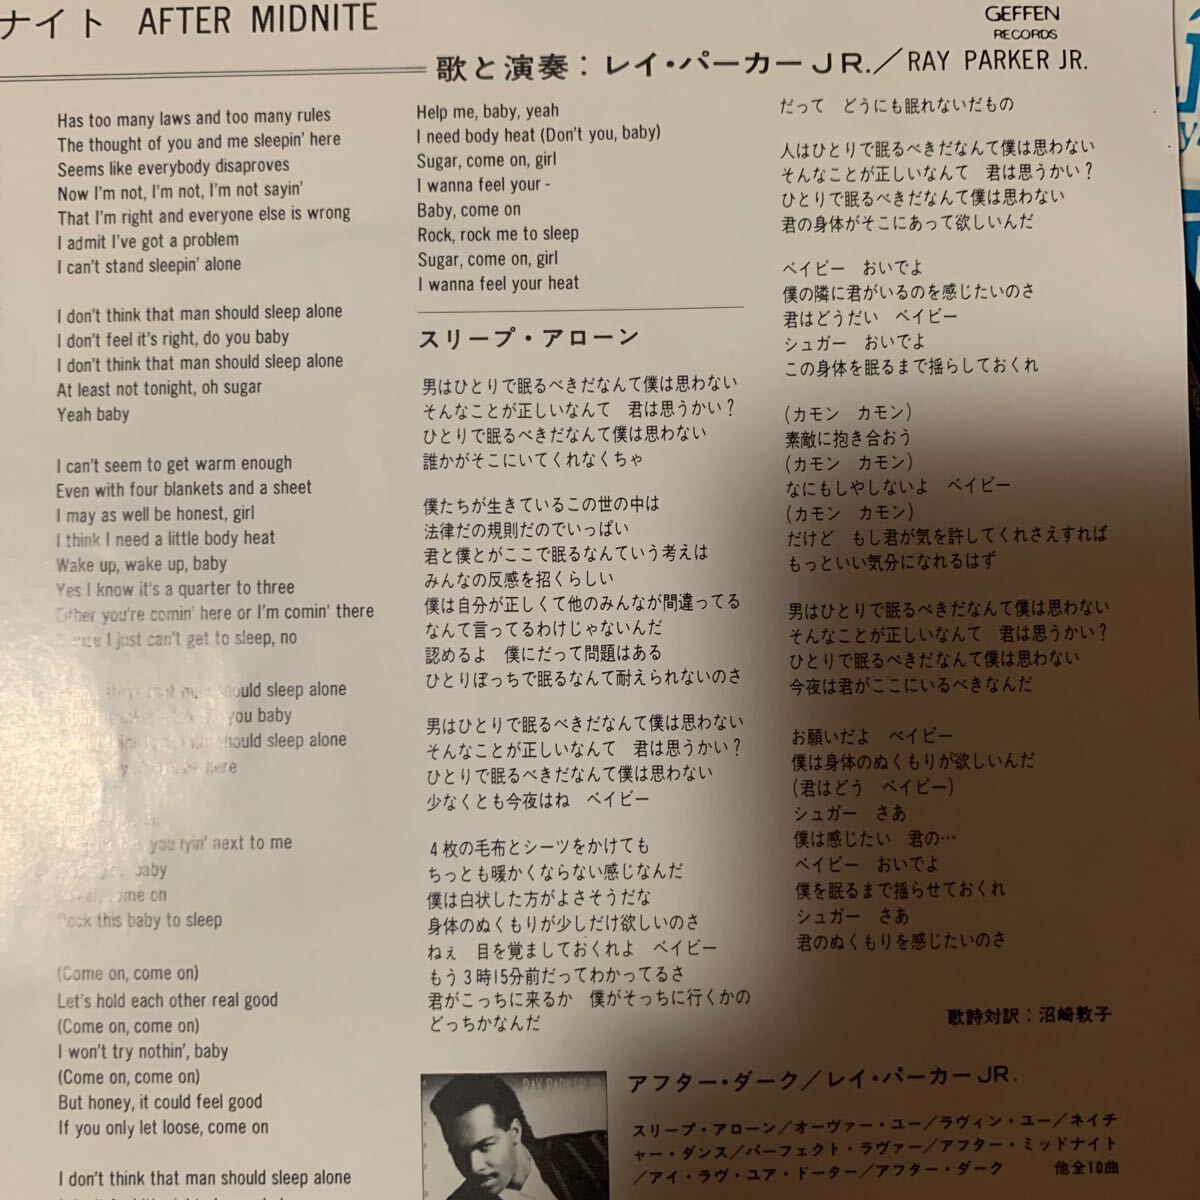 ナイト AFTER MIDNITE
GEFFEN
RECORDS
歌と演奏：レイ・パーカーJR.／RAY PARKER JR.
Has too many laws and too many rules
The thought of you and me sleepin' here
Seems like everybody disaproves
Now I'm not, I'm not, I'm not sayin'
That I'm right and everyone else is wrong
I admit I've got a problem
I can't stand sleepin' alone
I don't think that man should sleep alone
I don't feel it's right, do you baby
I don't think that man should sleep alone
At least not tonight, oh sugar
Yeah baby
I can't seem to get warm enough
Even with four blankets and a sheet
I may as well be honest, girl
I think I need a little body heat
Wake up, wake up, baby
Yes I know it's a quarter to three
Either you're comin' here or I'm comin' there
I just can't get to sleep, no
should sleep alone
you baby
should sleep alone
here
you lyin' next to me
baby
come on
Rock this baby to sleep
(Come on, come on)
Let's hold each other real good
(Come on, come on)
I won't try nothin', baby
(Come on, come on)
But honey, it could feel good
If you only let loose, come on
I don't think that man should sleep alone
Help me, baby, yeah
I need body heat (Don't you, baby)
Sugar, come on, girl
I wanna feel your -
Baby, come on
Rock, rock me to sleep
Sugar, come on, girl
I wanna feel your heat
スリープ・アローン
男はひとりで眠るべきだなんて僕は思わない
そんなことが正しいなんて　君は思うかい？
ひとりで眠るべきだなんて僕は思わない
誰かがそこにいてくれなくちゃ
僕たちが生きているこの世の中は
法律だの規則だのでいっぱい
君と僕とがここで眠るなんていう考えは
みんなの反感を招くらしい
僕は自分が正しくて他のみんなが間違ってる
なんて言ってるわけじゃないんだ
認めるよ　僕にだって問題はある
ひとりぼっちで眠るなんて耐えられないのさ
男はひとりで眠るべきだなんて僕は思わない
そんなことが正しいなんて　君は思うかい？
ひとりで眠るべきだなんて僕は思わない
少なくとも今夜はね　ベイビー
4枚の毛布とシーツをかけても
ちっとも暖かくならない感じなんだ
僕は白状した方がよさそうだな
身体のぬくもりが少しだけ欲しいのさ
ねぇ　目を覚ましておくれよ　ベイビー
もう3時15分前だってわかってるさ
君がこっちに来るか　僕がそっちに行くかの
どっちかなんだ
だって　どうにも眠れないだもの
人はひとりで眠るべきだなんて僕は思わない
そんなことが正しいなんて　君は思うかい？
ひとりで眠るべきだなんて僕は思わない
君の身体がそこにあって欲しいんだ
ベイビー　おいでよ
僕の隣に君がいるのを感じたいのさ
君はどうだい　ベイビー
シュガー　おいでよ
この身体を眠るまで揺らしておくれ
(カモン　カモン)
素敵に抱き合おう
(カモン　カモン)
なにもしやしないよ　ベイビー
(カモン　カモン)
だけど　もし君が気を許してくれさえすれば
もっといい気分になれるはず
男はひとりで眠るべきだなんて僕は思わない
そんなことが正しいなんて　君は思うかい？
ひとりで眠るべきだなんて僕は思わない
今夜は君がここにいるべきなんだ
お願いだよ　ベイビー
僕は身体のぬくもりが欲しいんだ
(君はどう　ベイビー)
シュガー　さあ
僕は感じたい　君の…
ベイビー　おいでよ
僕を眠るまで揺らせておくれ
シュガー　さあ
君のぬくもりを感じたいのさ
歌詩対訳：沼崎敦子
RAY PARKER JR.
アフター・ダーク／レイ・パーカーJR.
スリープ・アローン／オーヴァー・ユー／ラヴィン・ユー／ネイチ
ャー・ダンス／パーフェクト・ラヴァー／アフター・ミッドナイト
／アイ・ラヴ・ユア・ドーター／アフター・ダーク　他全10曲